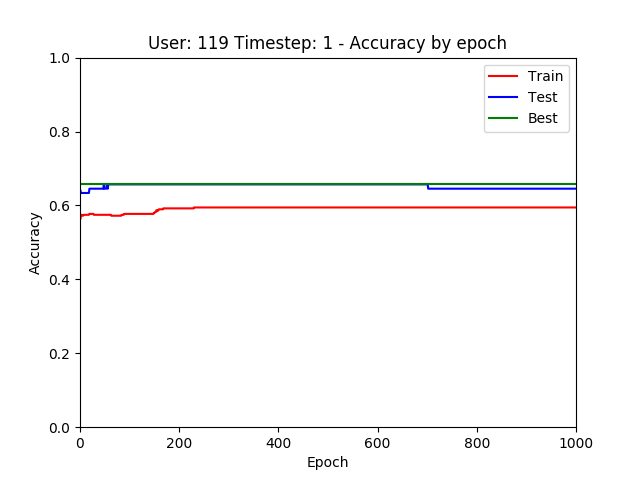 User: 119 Timestep: 1 - Accuracy by epoch
1.0
0.8
0.6
0.4
0.2
0.0
Accuracy
Train
Test
Best
0 200 400 600 800 1000
Epoch